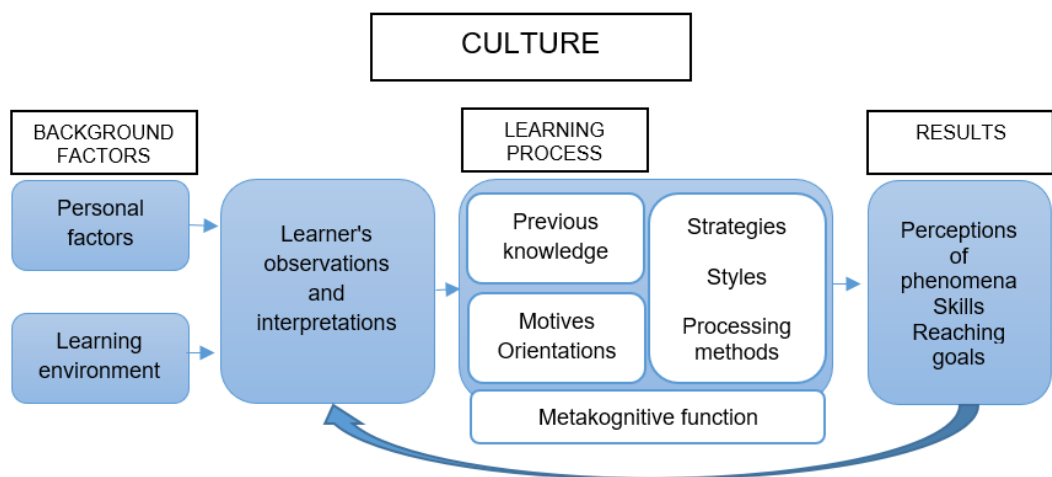 CULTURE
BACKGROUND
FACTORS
LEARNING
PROCESS
RESULTS
Personal
factors
Learning
environment
Learner's
observations
and
interpretations
Previous
knowledge
Motives
Orientations
Strategies
Styles
Processing
methods
Metakognitive function
Perceptions
of
phenomena
Skills
Reaching
goals